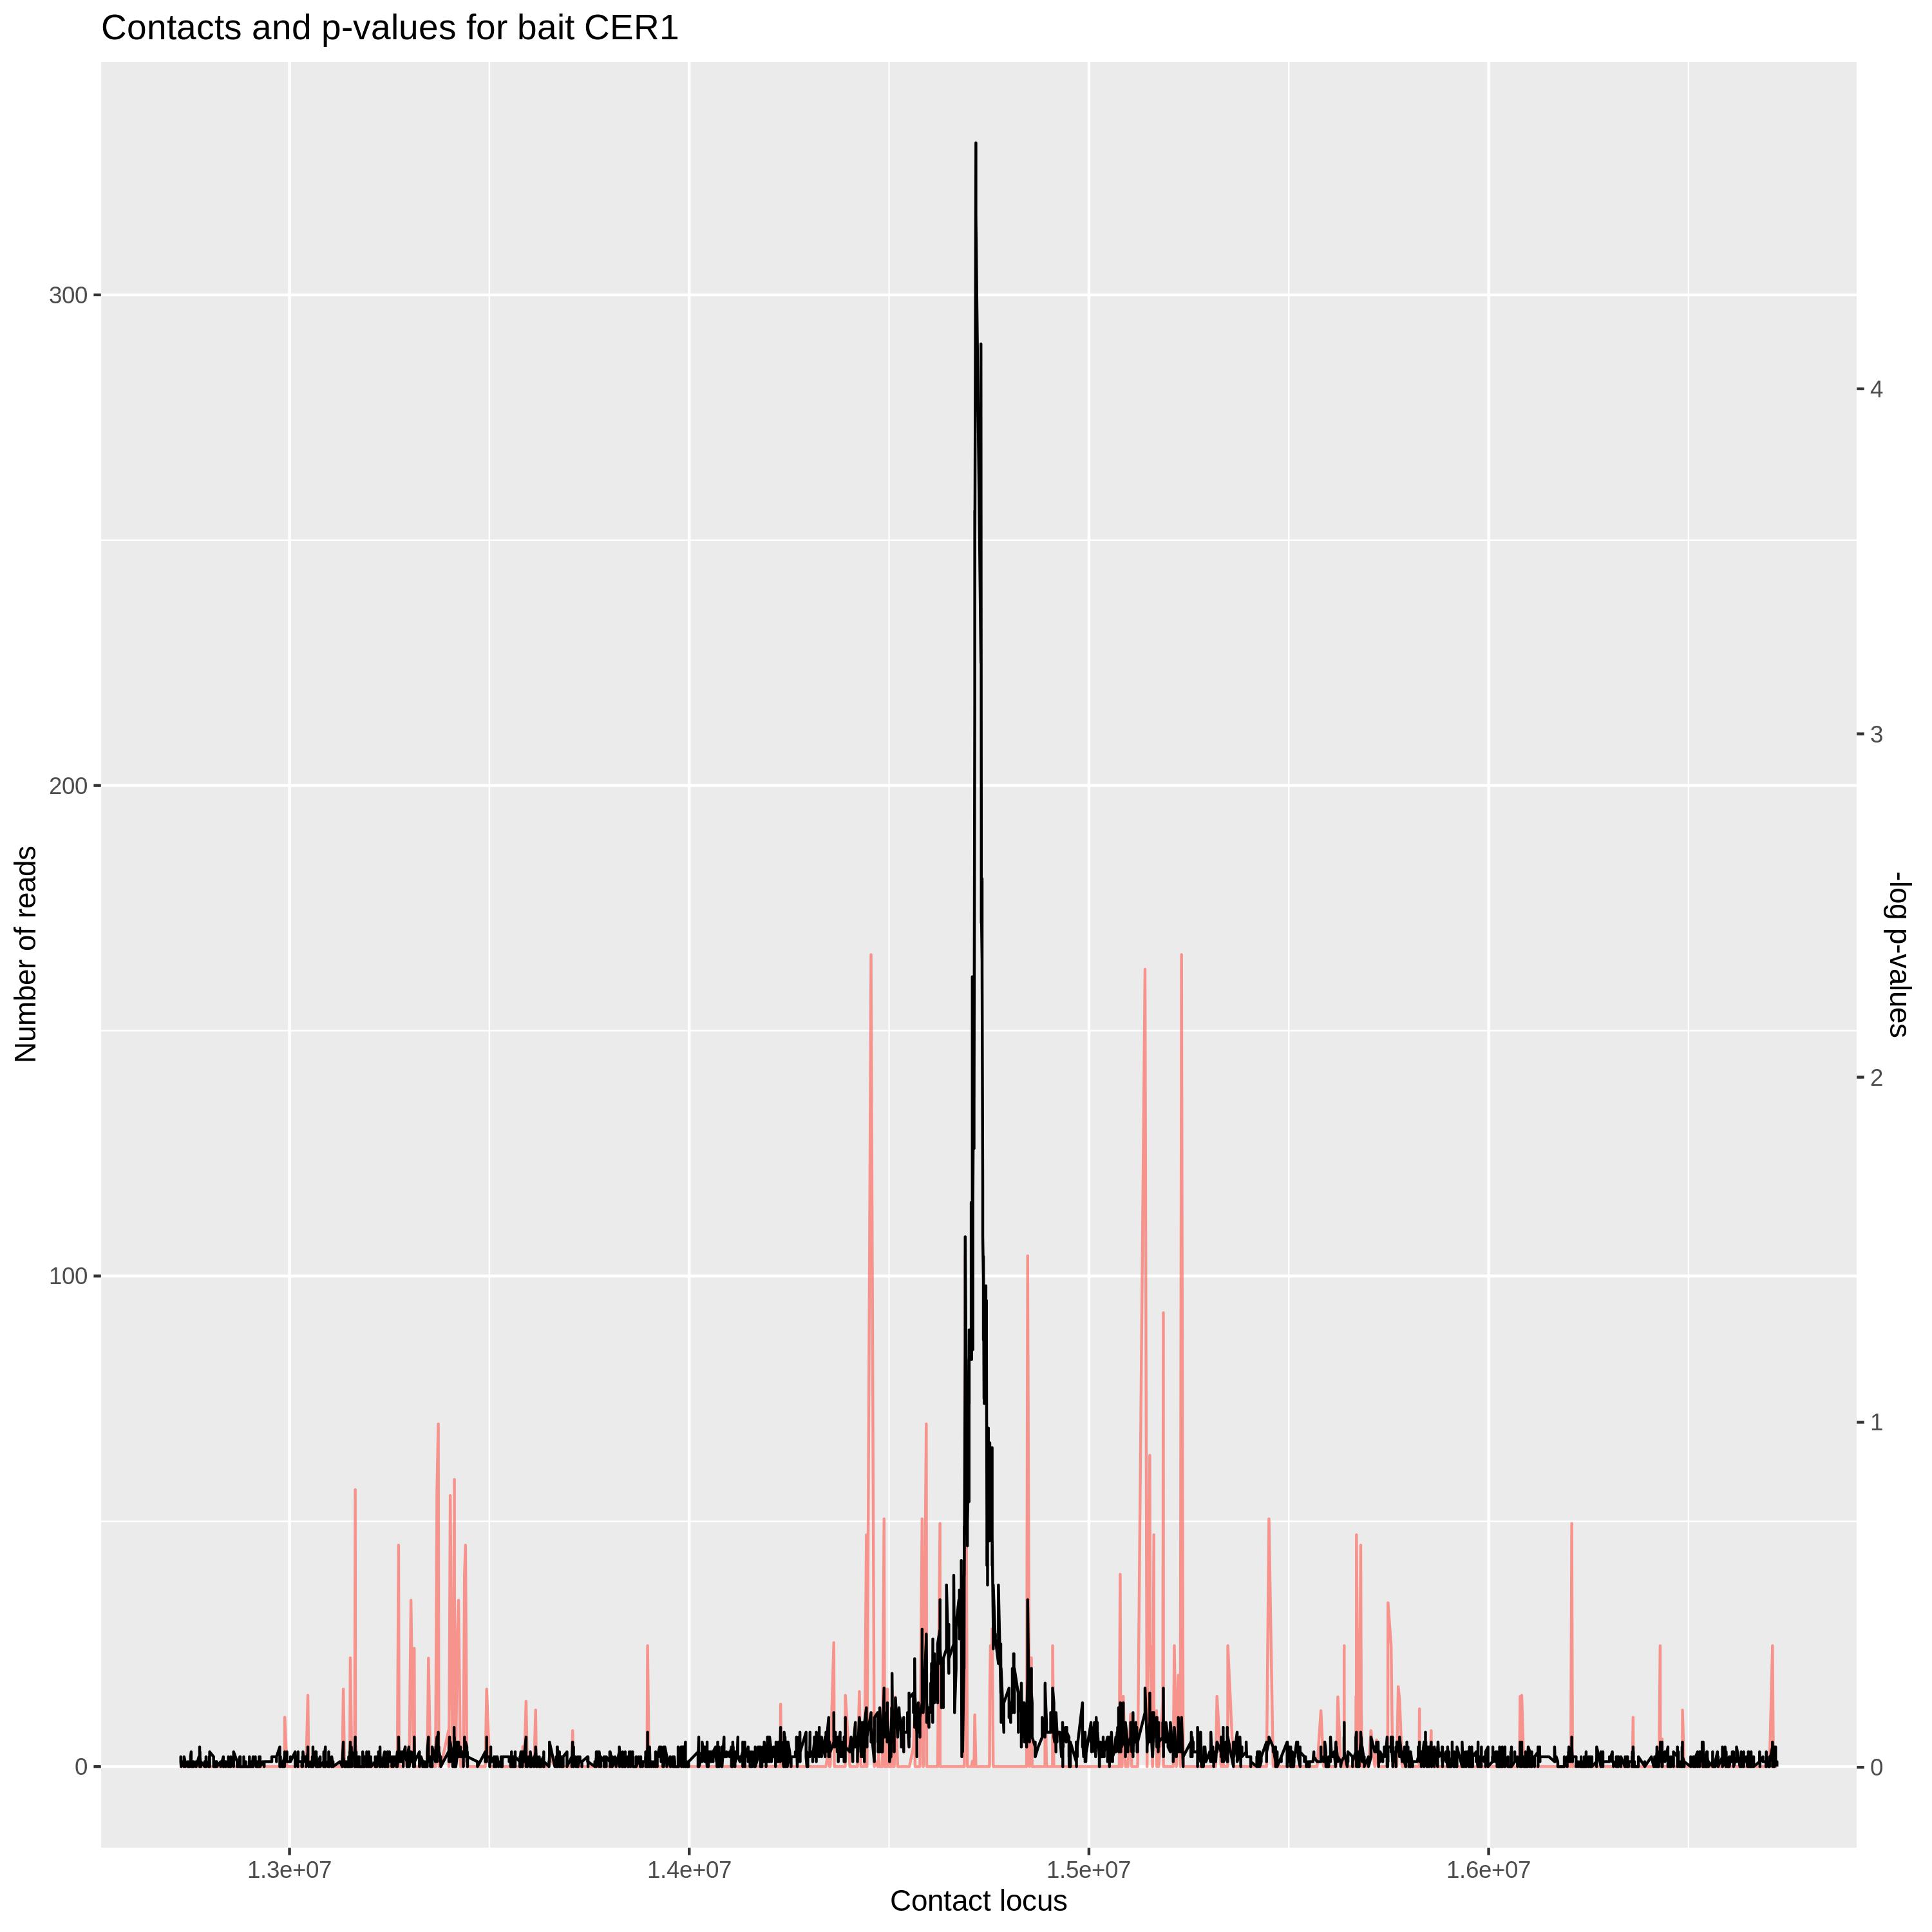 Contacts and p-values for bait CER1
300
200
100
0
Number of reads
4
3
2
1
0
-log p-values
1.3e+07
1.4e+07
1.5e+07
1.6e+07
Contact locus